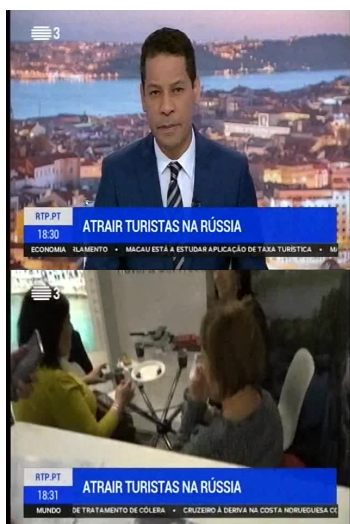 3
RTP.PT
18:30
ATRAIR TURISTAS NA RÚSSIA
ECONOMIA RLAMENTO • MACAU ESTÁ A ESTUDAR APLICAÇÃO DE TAXA TURÍSTICA •
3
RTP.PT
18:31
ATRAIR TURISTAS NA RÚSSIA
MUNDO DE TRATAMENTO DE CÓLERA • CRUZEIRO À DERIVA NA COSTA NORUEGUESA